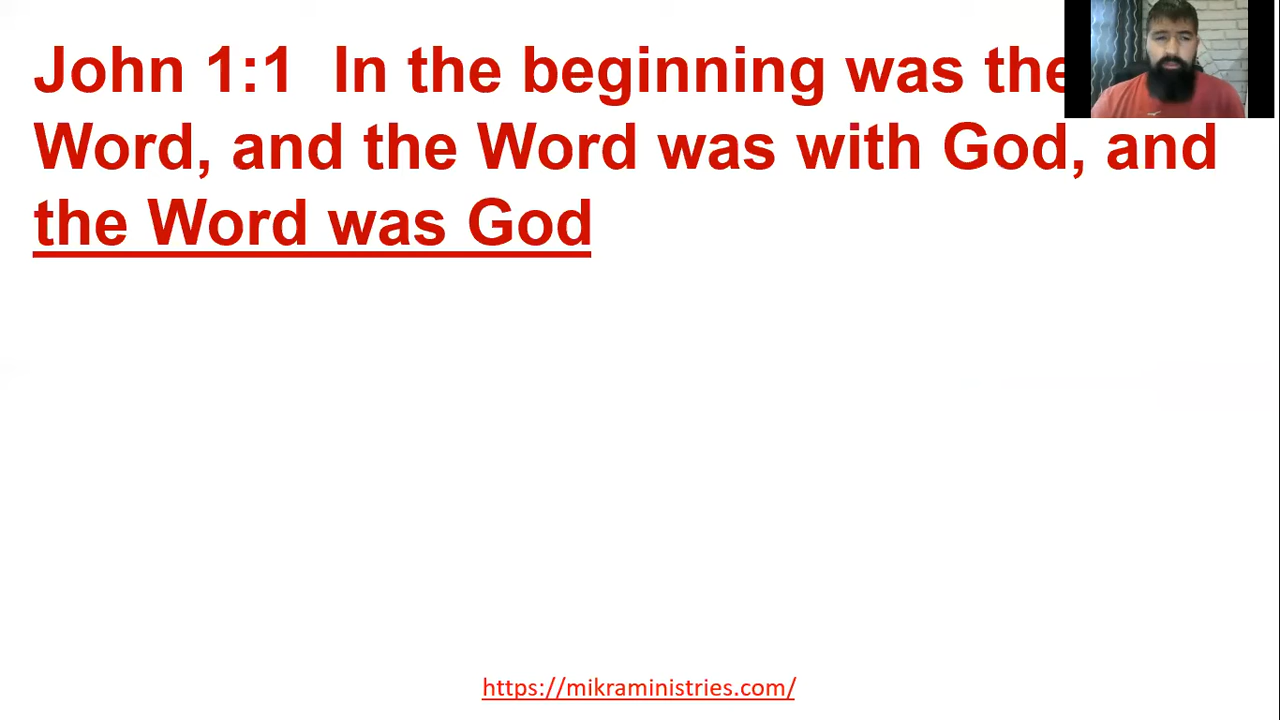 John 1:1 In the beginning was the
Word, and the Word was with God, and
the Word was God
https://mikraministries.com/